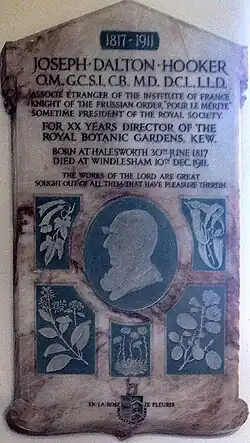 1817-1911
JOSEPH·DALTON·HOOKER
O.M., G.C.S.I., C.B., M.D., D.C.L., LL.D.
ASSOCIÉ ÉTRANGER OF THE INSTITUTE OF FRANCE
KNIGHT OF THE PRUSSIAN ORDER, "POUR LE MÉRITE"
SOMETIME PRESIDENT OF THE ROYAL SOCIETY.
FOR XX YEARS DIRECTOR OF THE
ROYAL BOTANIC GARDENS, KEW.
BORN AT HALESWORTH 30TH JUNE 1817
DIED AT WINDLESHAM 10TH DEC. 1911.
THE WORKS OF THE LORD ARE GREAT
SOUGHT OUT OF ALL THEM THAT HAVE PLEASURE THEREIN.
EN·LA·ROSE JE FLEURIS